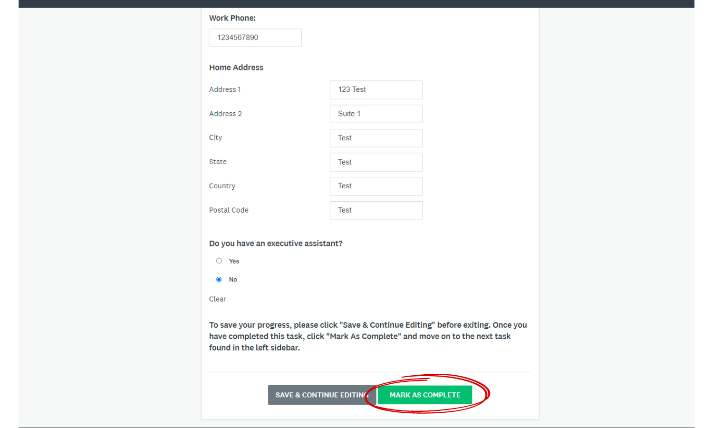 Work Phone:
1234567890
Home Address
Address 1 123 Test
Address 2 Suite 1
City Test
State Test
Country Test
Postal Code Test
Do you have an executive assistant?
Yes
No
Clear
To save your progress, please click "Save & Continue Editing" before exiting. Once you
have completed this task, click "Mark As Complete" and move on to the next task
found in the left sidebar.
SAVE & CONTINUE EDITING MARK AS COMPLETE